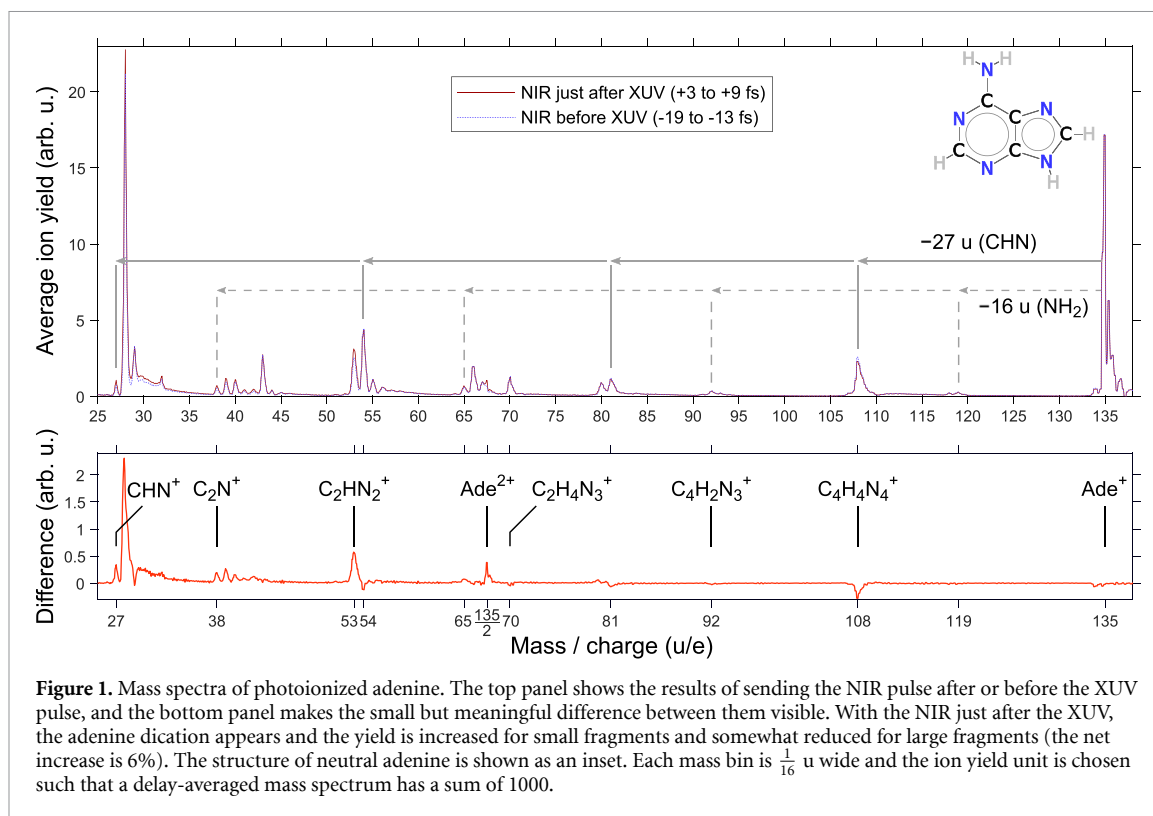 Average ion yield (arb. u.)
20
15
10
5
0
NIR just after XUV (+3 to +9 fs)
NIR before XUV (-19 to -13 fs)
H H
N
C
N C N
C C H
H
N C N
H
−27 u (CHN)
−16 u (NH₂)
25 30 35 40 45 50 55 60 65 70 75 80 85 90 95 100 105 110 115 120 125 130 135
Difference (arb. u.)
2
1.5
1
0.5
0
CHN⁺ C₂N⁺ C₂HN₂⁺ Ade²⁺ C₂H₄N₃⁺ C₄H₂N₃⁺ C₄H₄N₄⁺ Ade⁺
27 38 53 54 65 135/2 70 81 92 108 119 135
Mass / charge (u/e)
Figure 1. Mass spectra of photoionized adenine. The top panel shows the results of sending the NIR pulse after or before the XUV
pulse, and the bottom panel makes the small but meaningful difference between them visible. With the NIR just after the XUV,
the adenine dication appears and the yield is increased for small fragments and somewhat reduced for large fragments (the net
increase is 6%). The structure of neutral adenine is shown as an inset. Each mass bin is 1/16 u wide and the ion yield unit is chosen
such that a delay-averaged mass spectrum has a sum of 1000.